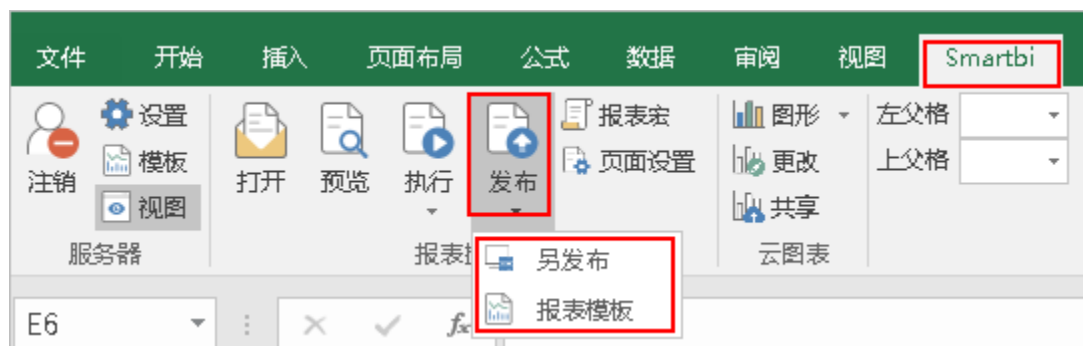 文件 开始 插入 页面布局 公式 数据 审阅 视图 Smartbi
设置 报表宏 图形 左父格
模板 页面设置 更改 上父格
注销 打开 预览 执行 发布
视图 共享
服务器 报表 云图表
另发布
报表模板
E6 fx